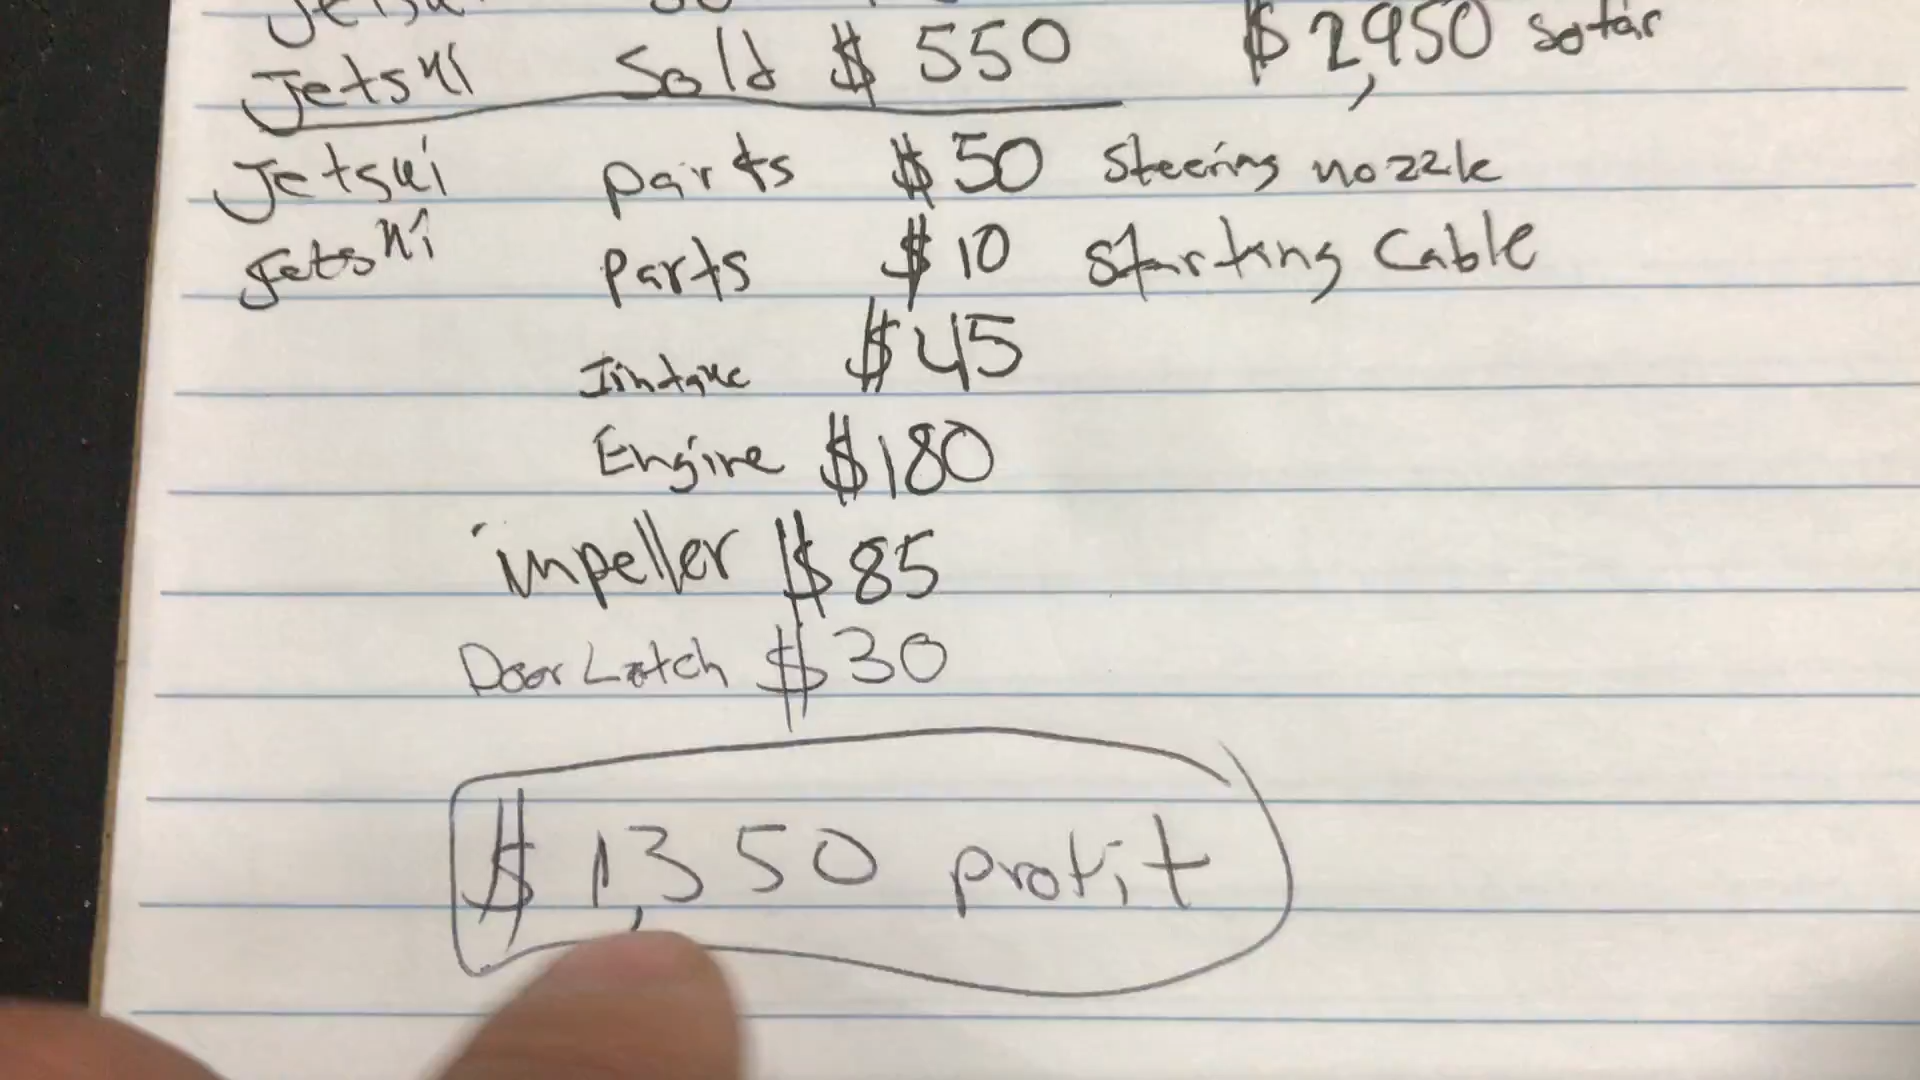 Jetski Sold $ 550 $ 2,950 so far
Jetski parts $50 Steering nozzle
Jetski parts $10 Starting Cable
Intake $45
Engine $180
impeller $85
Door Latch $30
$ 1,350 profit